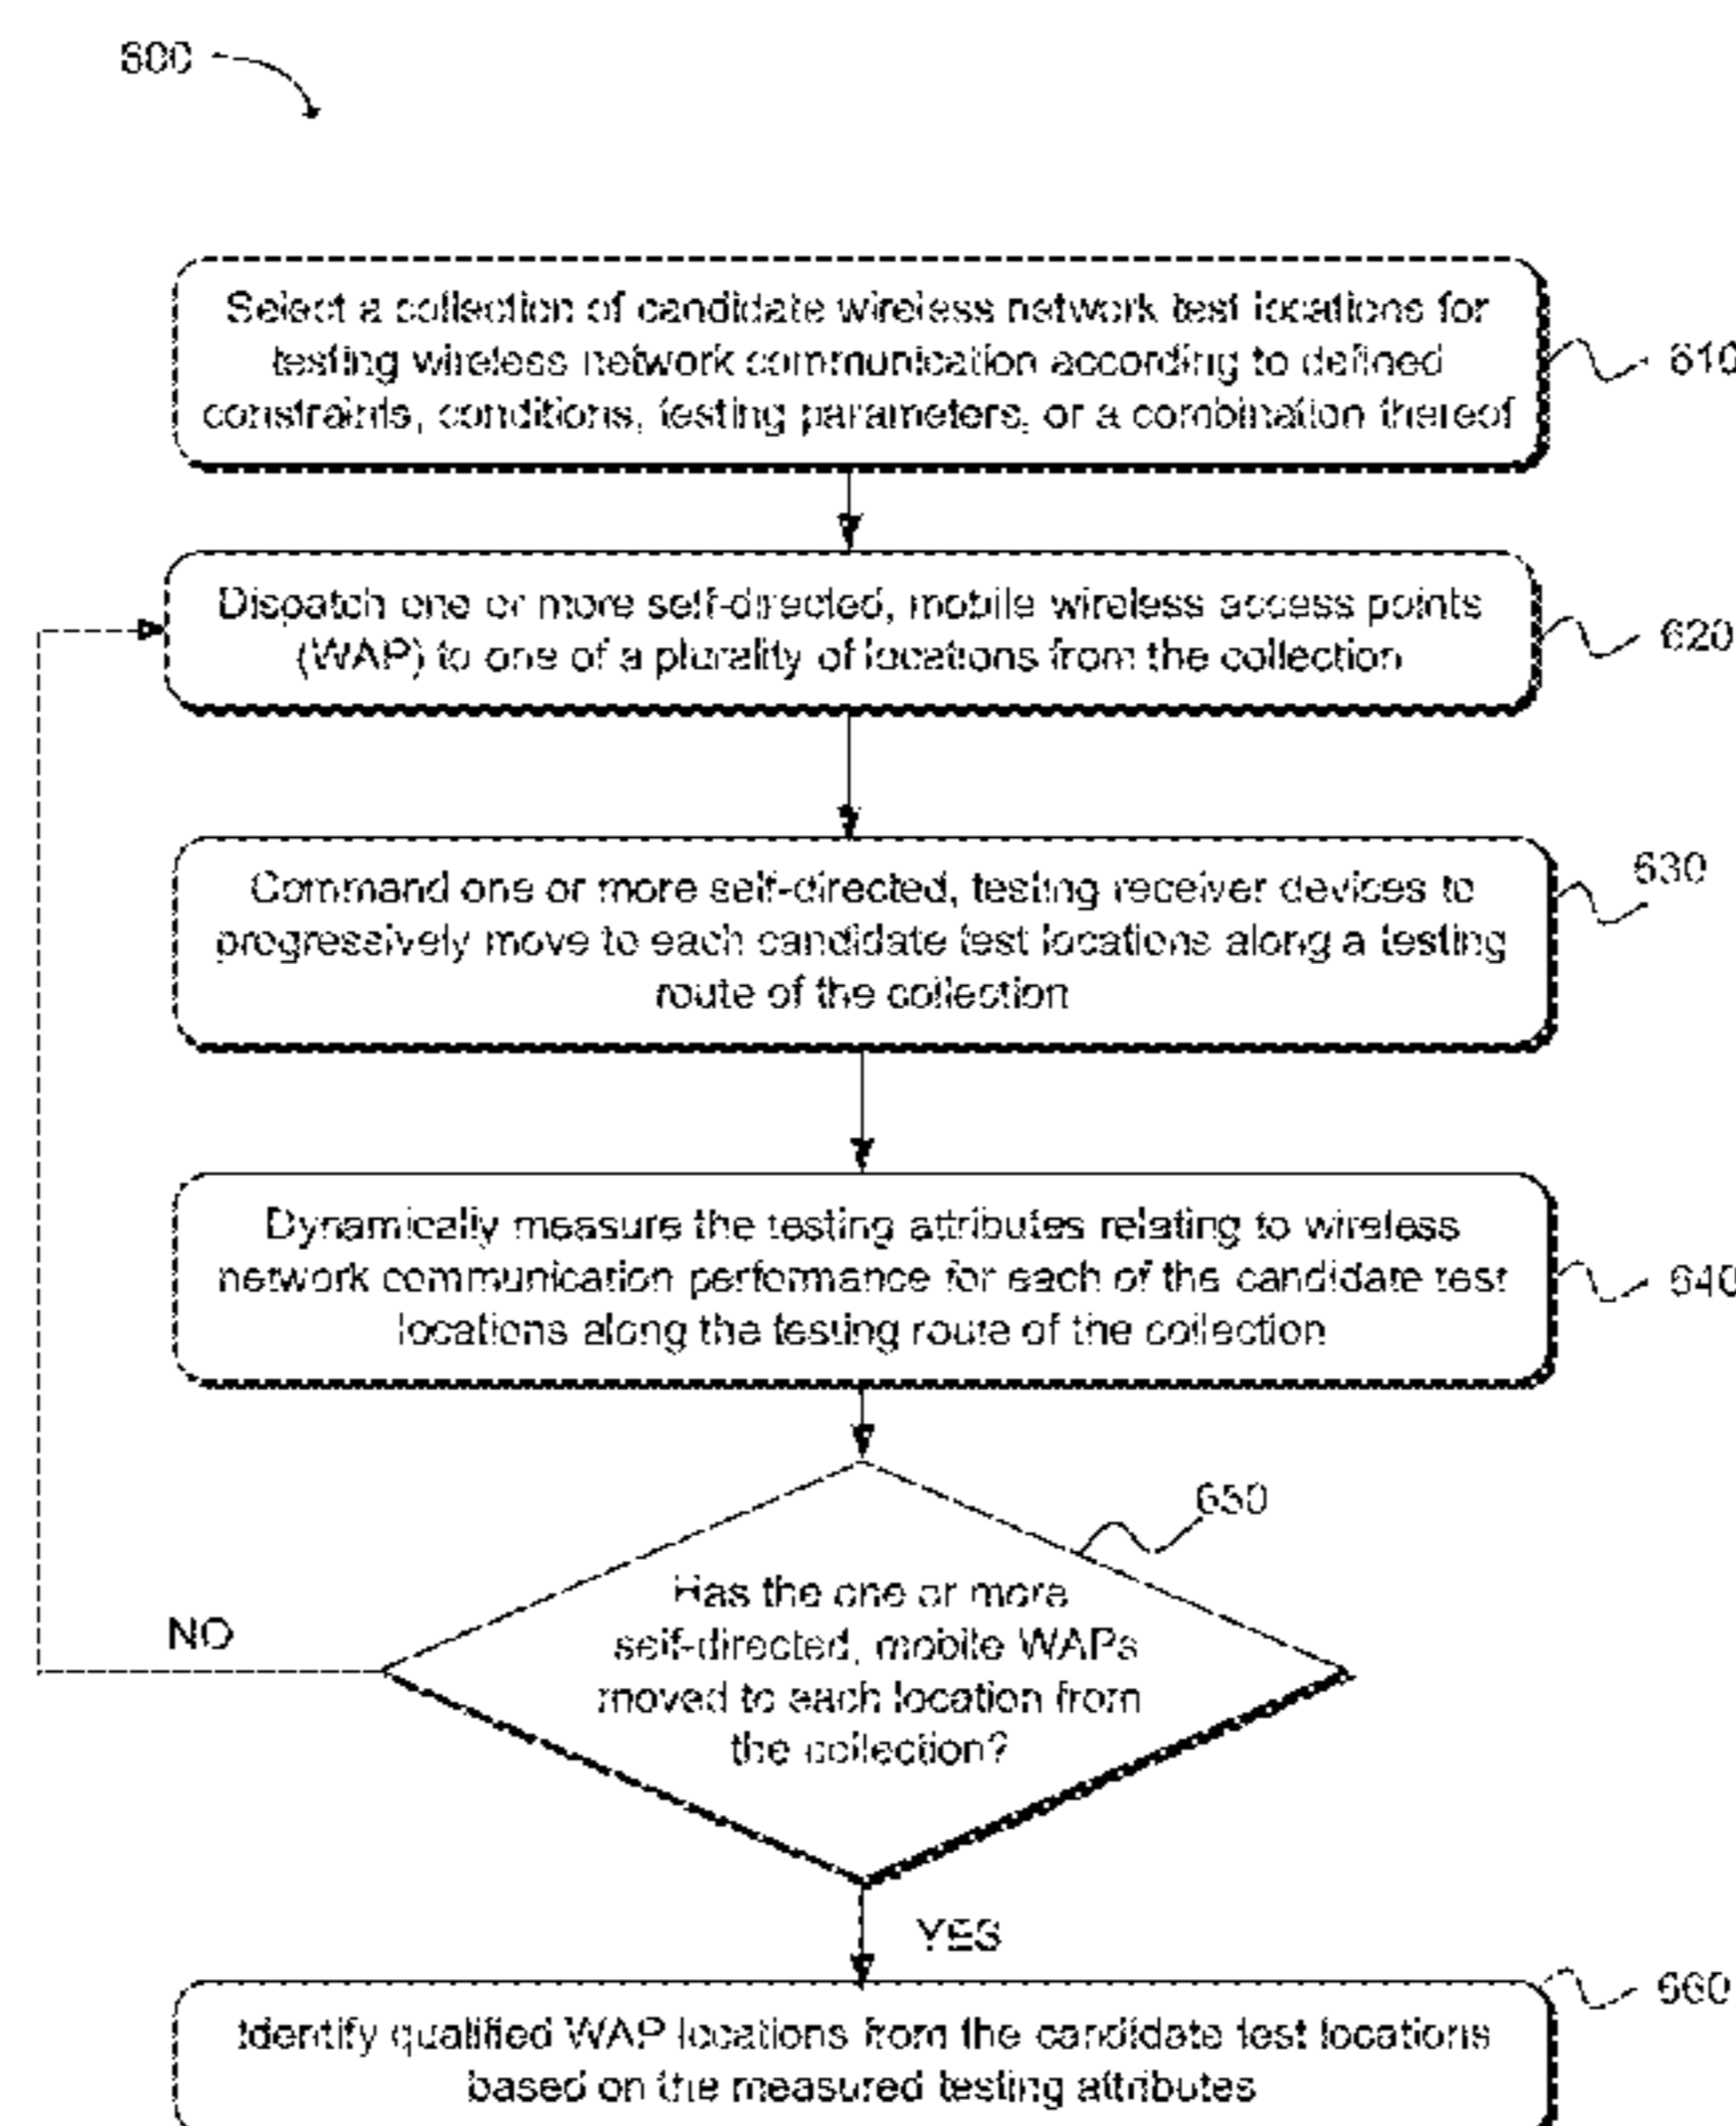 600
Select a collection of candidate wireless network test locations for
testing wireless network communication according to defined
constraints, conditions, testing parameters, or a combination thereof
610
Dispatch one or more self-directed, mobile wireless access points
(WAP) to one of a plurality of locations from the collection
620
Command one or more self-directed, testing receiver devices to
progressively move to each candidate test locations along a testing
route of the collection
630
Dynamically measure the testing attributes relating to wireless
network communication performance for each of the candidate test
locations along the testing route of the collection
640
650
Has the one or more
self-directed, mobile WAPs
moved to each location from
the collection?
NO
YES
660
Identify qualified WAP locations from the candidate test locations
based on the measured testing attributes